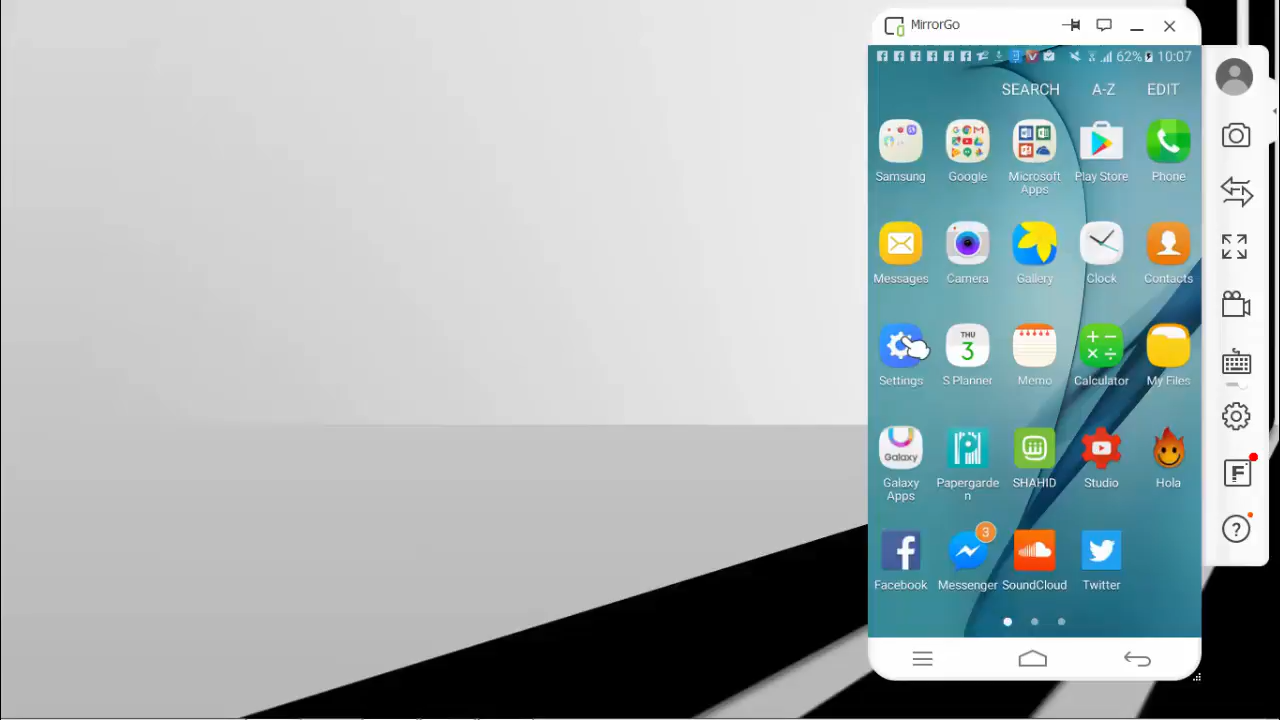 MirrorGo
62% 10:07
SEARCH A-Z EDIT
Samsung Google Microsoft Apps Play Store Phone
Messages Camera Gallery Clock Contacts
THU
3
Settings S Planner Memo Calculator My Files
Galaxy
Galaxy Apps Papergarden SHAHID Studio Hola
3
Facebook Messenger SoundCloud Twitter